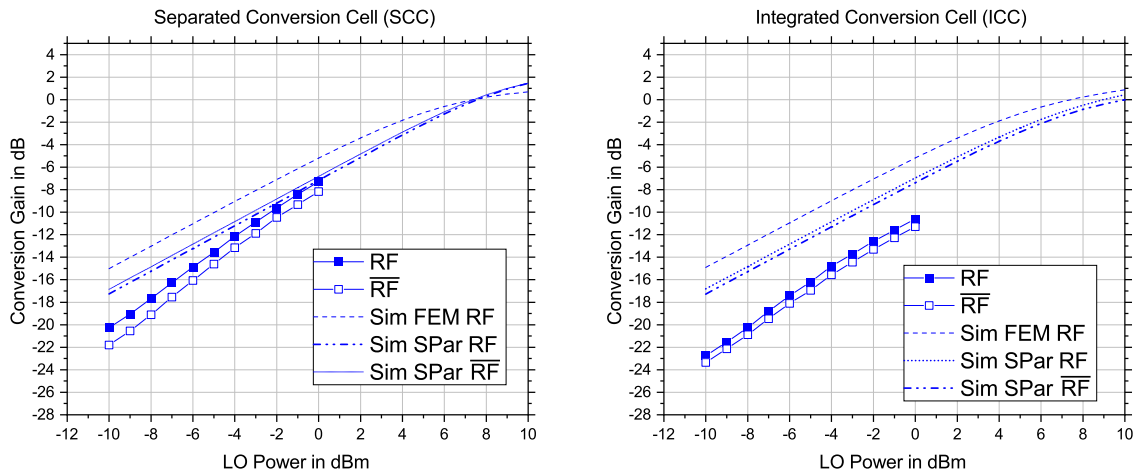 Separated Conversion Cell (SCC)
Conversion Gain in dB
4
2
0
-2
-4
-6
-8
-10
-12
-14
-16
-18
-20
-22
-24
-26
-28
-12 -10 -8 -6 -4 -2 0 2 4 6 8 10
LO Power in dBm
RF
R̅F̅
Sim FEM RF
Sim SPar RF
Sim SPar R̅F̅
Integrated Conversion Cell (ICC)
Conversion Gain in dB
4
2
0
-2
-4
-6
-8
-10
-12
-14
-16
-18
-20
-22
-24
-26
-28
-12 -10 -8 -6 -4 -2 0 2 4 6 8 10
LO Power in dBm
RF
R̅F̅
Sim FEM RF
Sim SPar RF
Sim SPar R̅F̅